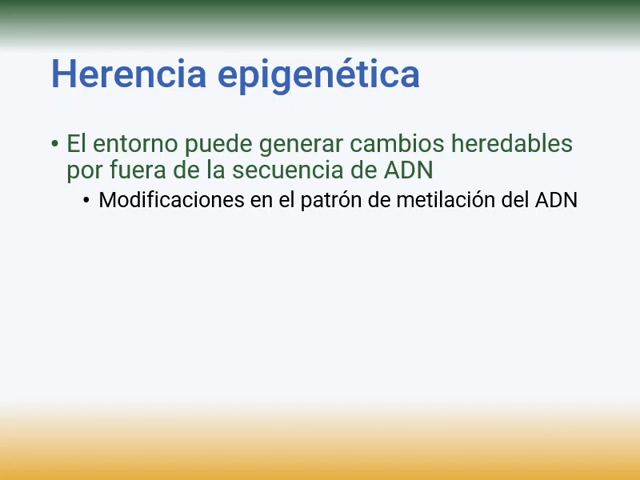 Herencia epigenética
• El entorno puede generar cambios heredables
por fuera de la secuencia de ADN
• Modificaciones en el patrón de metilación del ADN